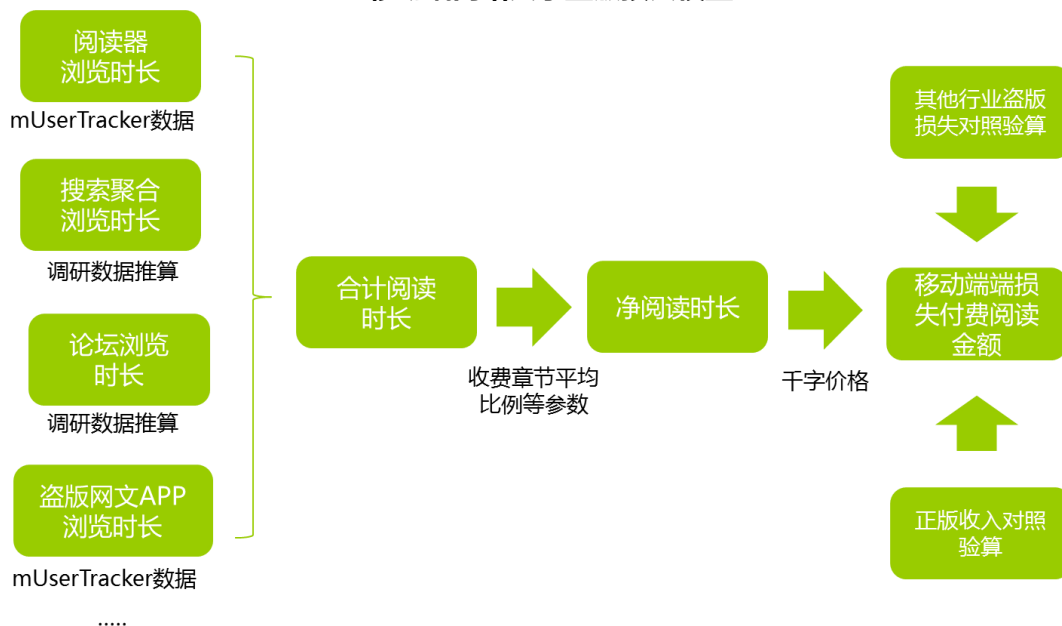 阅读器
浏览时长
mUserTracker数据
搜索聚合
浏览时长
调研数据推算
论坛浏览
时长
调研数据推算
盗版网文APP
浏览时长
mUserTracker数据
.....
合计阅读
时长
收费章节平均
比例等参数
净阅读时长
千字价格
其他行业盗版
损失对照验算
移动端端损
失付费阅读
金额
正版收入对照
验算